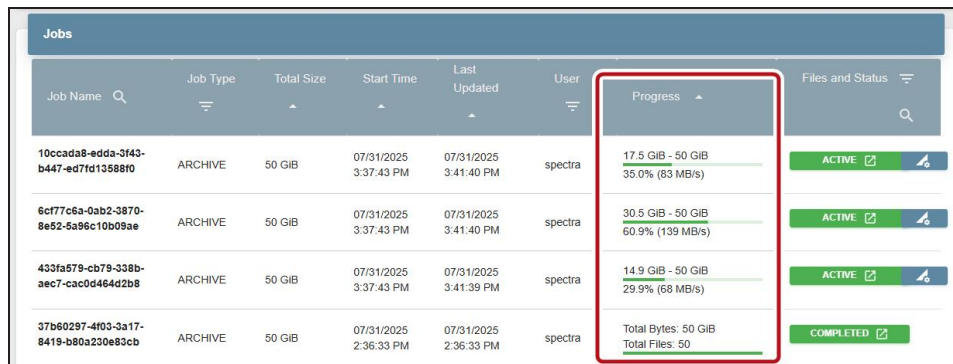 Jobs
Job Name
Job Type
Total Size
Start Time
Last
Updated
User
Progress
Files and Status
10ccada8-edda-3f43-
b447-ed7fd13588f0
ARCHIVE
50 GiB
07/31/2025
3:37:43 PM
07/31/2025
3:41:40 PM
spectra
17.5 GiB - 50 GiB
35.0% (83 MB/s)
ACTIVE
6cf77c6a-0ab2-3870-
8e52-5a96c10b09ae
ARCHIVE
50 GiB
07/31/2025
3:37:43 PM
07/31/2025
3:41:40 PM
spectra
30.5 GiB - 50 GiB
60.9% (139 MB/s)
ACTIVE
433fa579-cb79-338b-
aec7-cac0d464d2b8
ARCHIVE
50 GiB
07/31/2025
3:37:43 PM
07/31/2025
3:41:39 PM
spectra
14.9 GiB - 50 GiB
29.9% (68 MB/s)
ACTIVE
37b60297-4f03-3a17-
8419-b80a230e83cb
ARCHIVE
50 GiB
07/31/2025
2:36:33 PM
07/31/2025
2:36:33 PM
spectra
Total Bytes: 50 GiB
Total Files: 50
COMPLETED